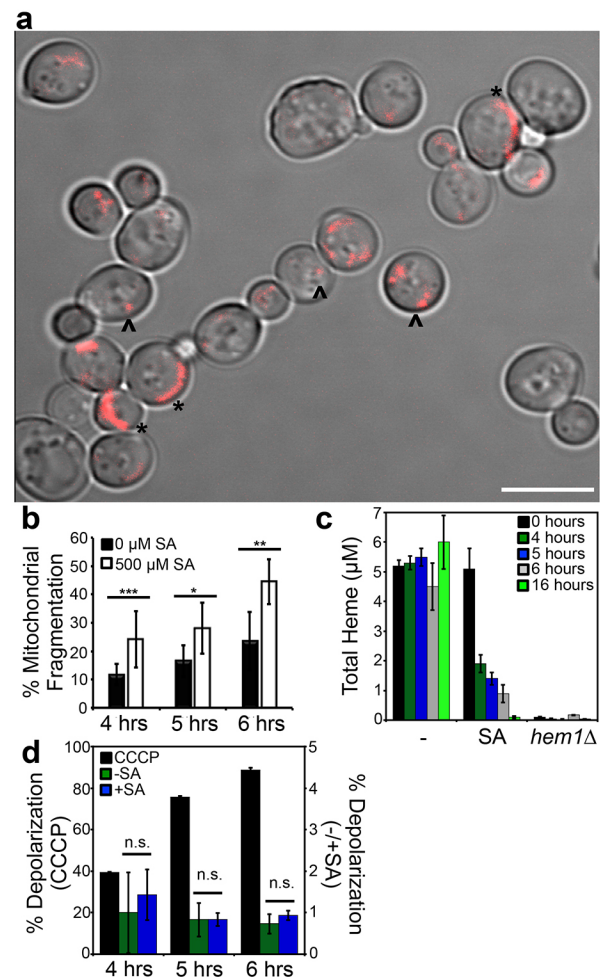 a
*
^
^
^
*
*
b
60
50
40
30
20
10
0
% Mitochondrial
Fragmentation
0 µM SA
500 µM SA
***
*
**
4 hrs 5 hrs 6 hrs
c
7
6
5
4
3
2
1
0
Total Heme (µM)
0 hours
4 hours
5 hours
6 hours
16 hours
- SA hem1Δ
d
100
80
60
40
20
0
% Depolarization
(CCCP)
CCCP
-SA
+SA
n.s.
n.s.
n.s.
5
4
3
2
1
0
% Depolarization
(-/+SA)
4 hrs 5 hrs 6 hrs